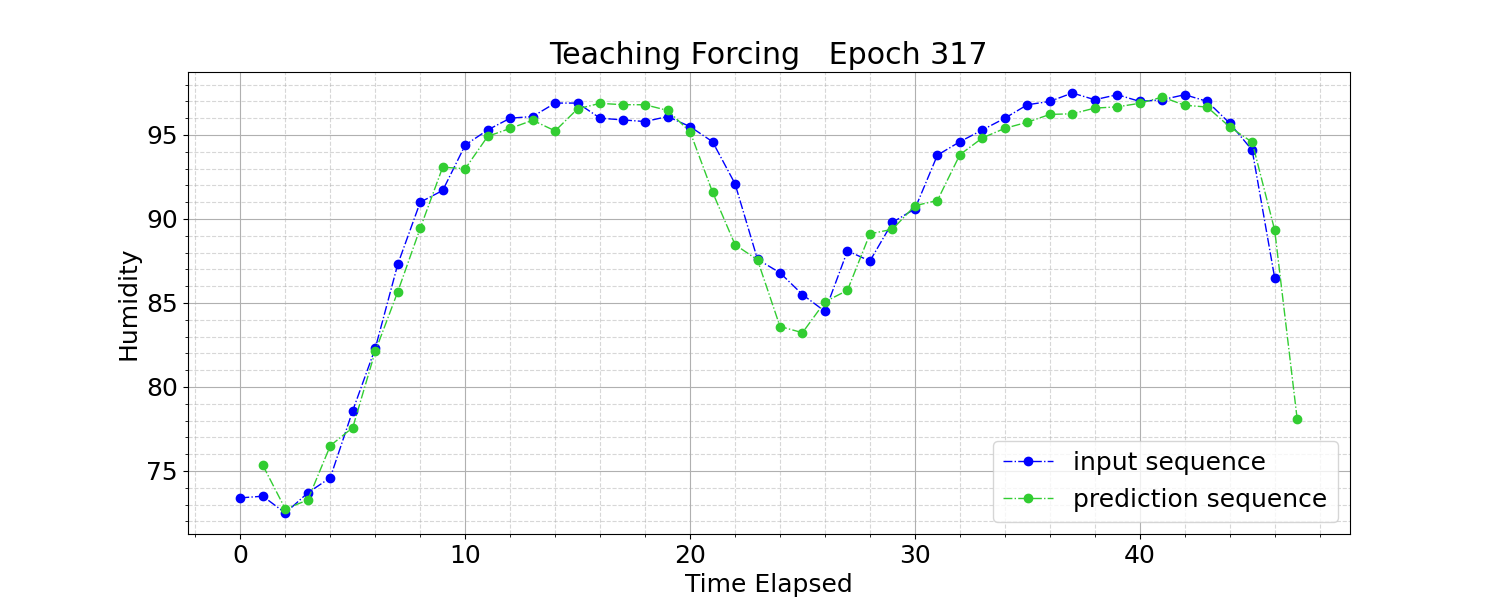 Teaching Forcing   Epoch 317
Humidity
95
90
85
80
75
input sequence
prediction sequence
0 10 20 30 40
Time Elapsed